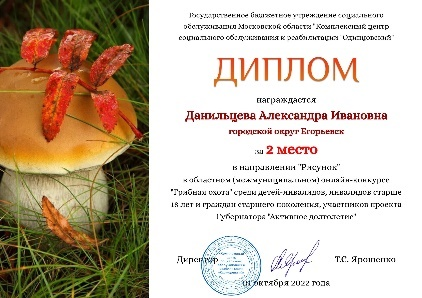 Государственное бюджетное учреждение социального
обслуживания Московской области "Комплексный центр
социального обслуживания и реабилитации "Одинцовский"
ДИПЛОМ
награждается
Данильцева Александра Ивановна
городской округ Егорьевск
за 2 место
в направлении "Рисунок"
в областном (межмуниципальном) онлайн-конкурсе
"Грибная охота" среди детей-инвалидов, инвалидов старше
18 лет и граждан старшего поколения, участников проекта
Губернатора "Активное долголетие"
Директор
Т.С. Ярошенко
01 октября 2022 года